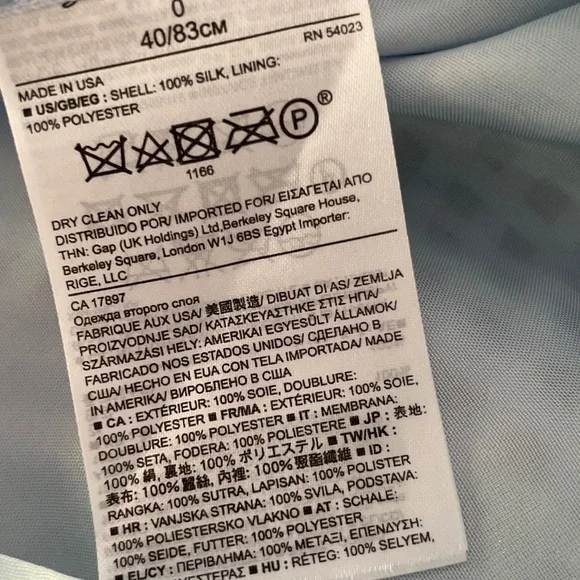 0
40/83CM
RN 54023
MADE IN USA
■ US/GB/EG : SHELL: 100% SILK, LINING:
100% POLYESTER
P ®
1166
DRY CLEAN ONLY
DISTRIBUIDO POR/ IMPORTED FOR/ ΕΙΣΑΓΕΤΑΙ ΑΠΟ
ΤΗΝ: Gap (UK Holdings) Ltd,Berkeley Square House,
Berkeley Square, London W1J 6BS Egypt Importer:
RIGE, LLC
CA 17897
Одежда второго слоя
FABRIQUE AUX USA/ 美國製造/ DIBUAT DI AS/ ZEMLJA
PROIZVODNJE SAD/ ΚΑΤΑΣΚΕΥΑΣΤΗΚΕ ΣΤΙΣ ΗΠΑ/
SZÁRMAZÁSI HELY: AMERIKAI EGYESÜLT ÁLLAMOK/
FABRICADO NOS ESTADOS UNIDOS/ СДЕЛАНО В
США/ HECHO EN EUA CON TELA IMPORTADA/ MADE
IN AMERIKA/ ВИРОБЛЕНО В США
■ CA : EXTÉRIEUR: 100% SOIE, DOUBLURE:
100% POLYESTER ■ FR/MA : EXTÉRIEUR: 100% SOIE,
DOUBLURE: 100% POLYESTER ■ IT : MEMBRANA:
100% SETA, FODERA: 100% POLIESTERE ■ JP : 表地:
100% 絹, 裏地: 100% ポリエステル ■ TW/HK :
表布: 100% 蠶絲, 內裡: 100% 聚酯纖維 ■ ID :
RANGKA: 100% SUTRA, LAPISAN: 100% POLISTER
■ HR : VANJSKA STRANA: 100% SVILA, PODSTAVA:
100% POLIESTERSKO VLAKNO ■ AT : SCHALE:
100% SEIDE, FUTTER: 100% POLYESTER
■ EL/CY : ΠΕΡΙΒΛΗΜΑ: 100% ΜΕΤΑΞΙ, ΕΠΕΝΔΥΣΗ:
■ HU : RÉTEG: 100% SELYEM,